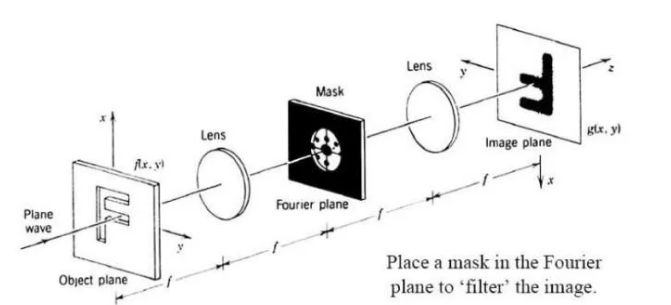 Lens
Mask
Lens
y
z
x
f(x, y)
g(x, y)
Image plane
x
Plane
wave
F
y
Fourier plane
Object plane
f
f
f
f
Place a mask in the Fourier
plane to ‘filter’ the image.